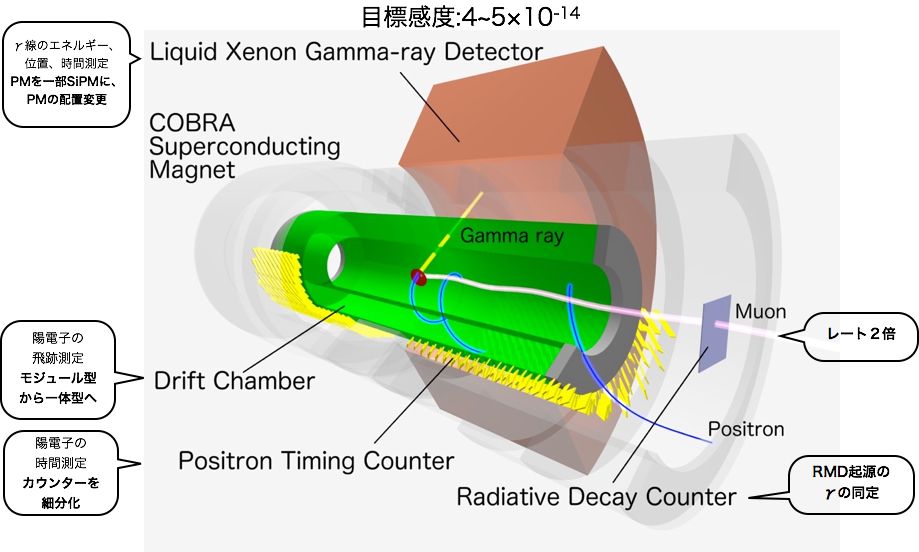 目標感度:4~5×10-14
γ線のエネルギー、
位置、時間測定
PMを一部SiPMに、
PMの配置変更
Liquid Xenon Gamma-ray Detector
COBRA
Superconducting
Magnet
Gamma ray
Muon
レート２倍
陽電子の
飛跡測定
モジュール型
から一体型へ
Drift Chamber
Positron
陽電子の
時間測定
カウンターを
細分化
Positron Timing Counter
Radiative Decay Counter
RMD起源の
γの同定